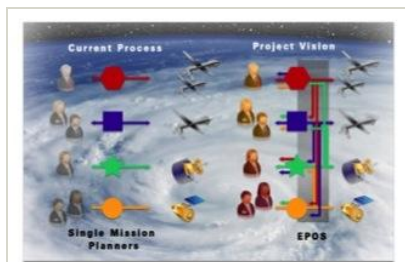 Current Process
Project Vision
Single Mission
Planners
EPOS